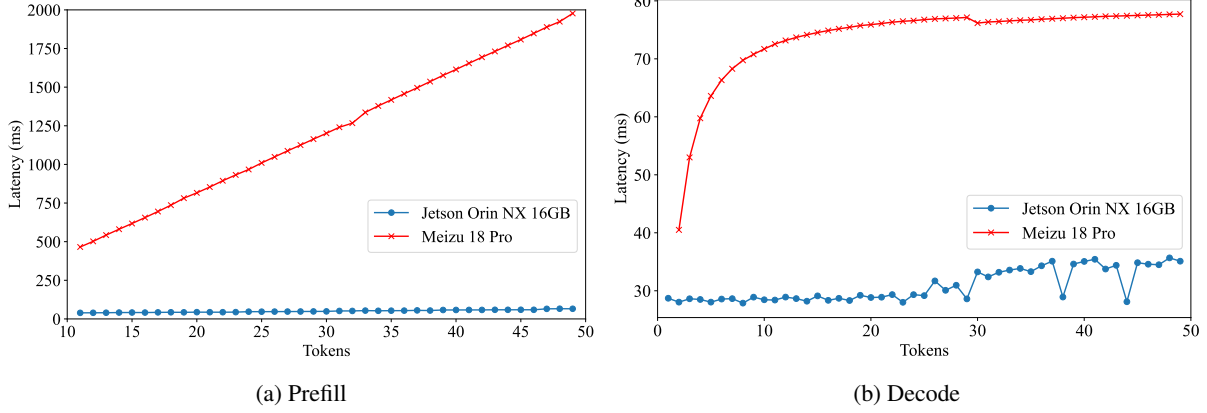 2000
1750
1500
1250
1000
750
500
250
0
Latency (ms)
Jetson Orin NX 16GB
Meizu 18 Pro
10 15 20 25 30 35 40 45 50
Tokens
(a) Prefill
80
70
60
50
40
30
Latency (ms)
Jetson Orin NX 16GB
Meizu 18 Pro
0 10 20 30 40 50
Tokens
(b) Decode